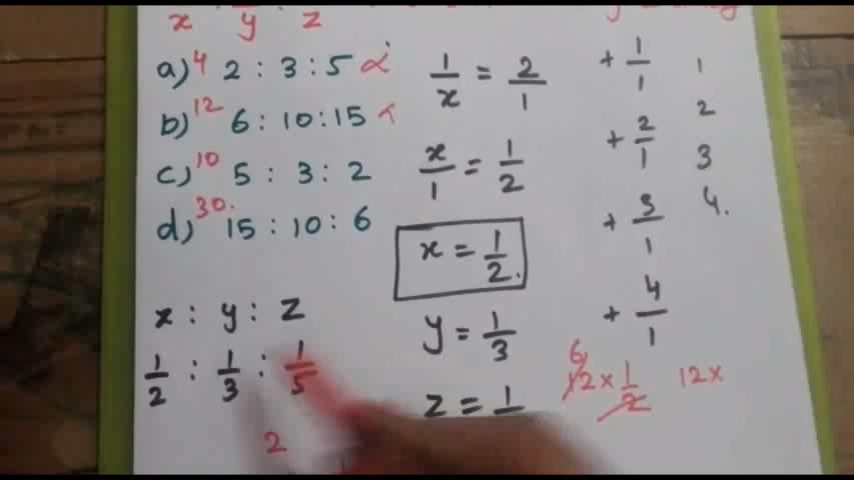 x : y : z
a) 4 2 : 3 : 5
b) 12 6 : 10 : 15
c) 10 5 : 3 : 2
d) 30. 15 : 10 : 6
x : y : z
1/2 : 1/3 : 1/5
2
1/x = 2/1
x/1 = 1/2
x = 1/2.
y = 1/3
z = 1
+ 1/1 1
+ 2/1 2
+ 3/1 3
+ 4/1 4.
6
12 x 1/2 12 x